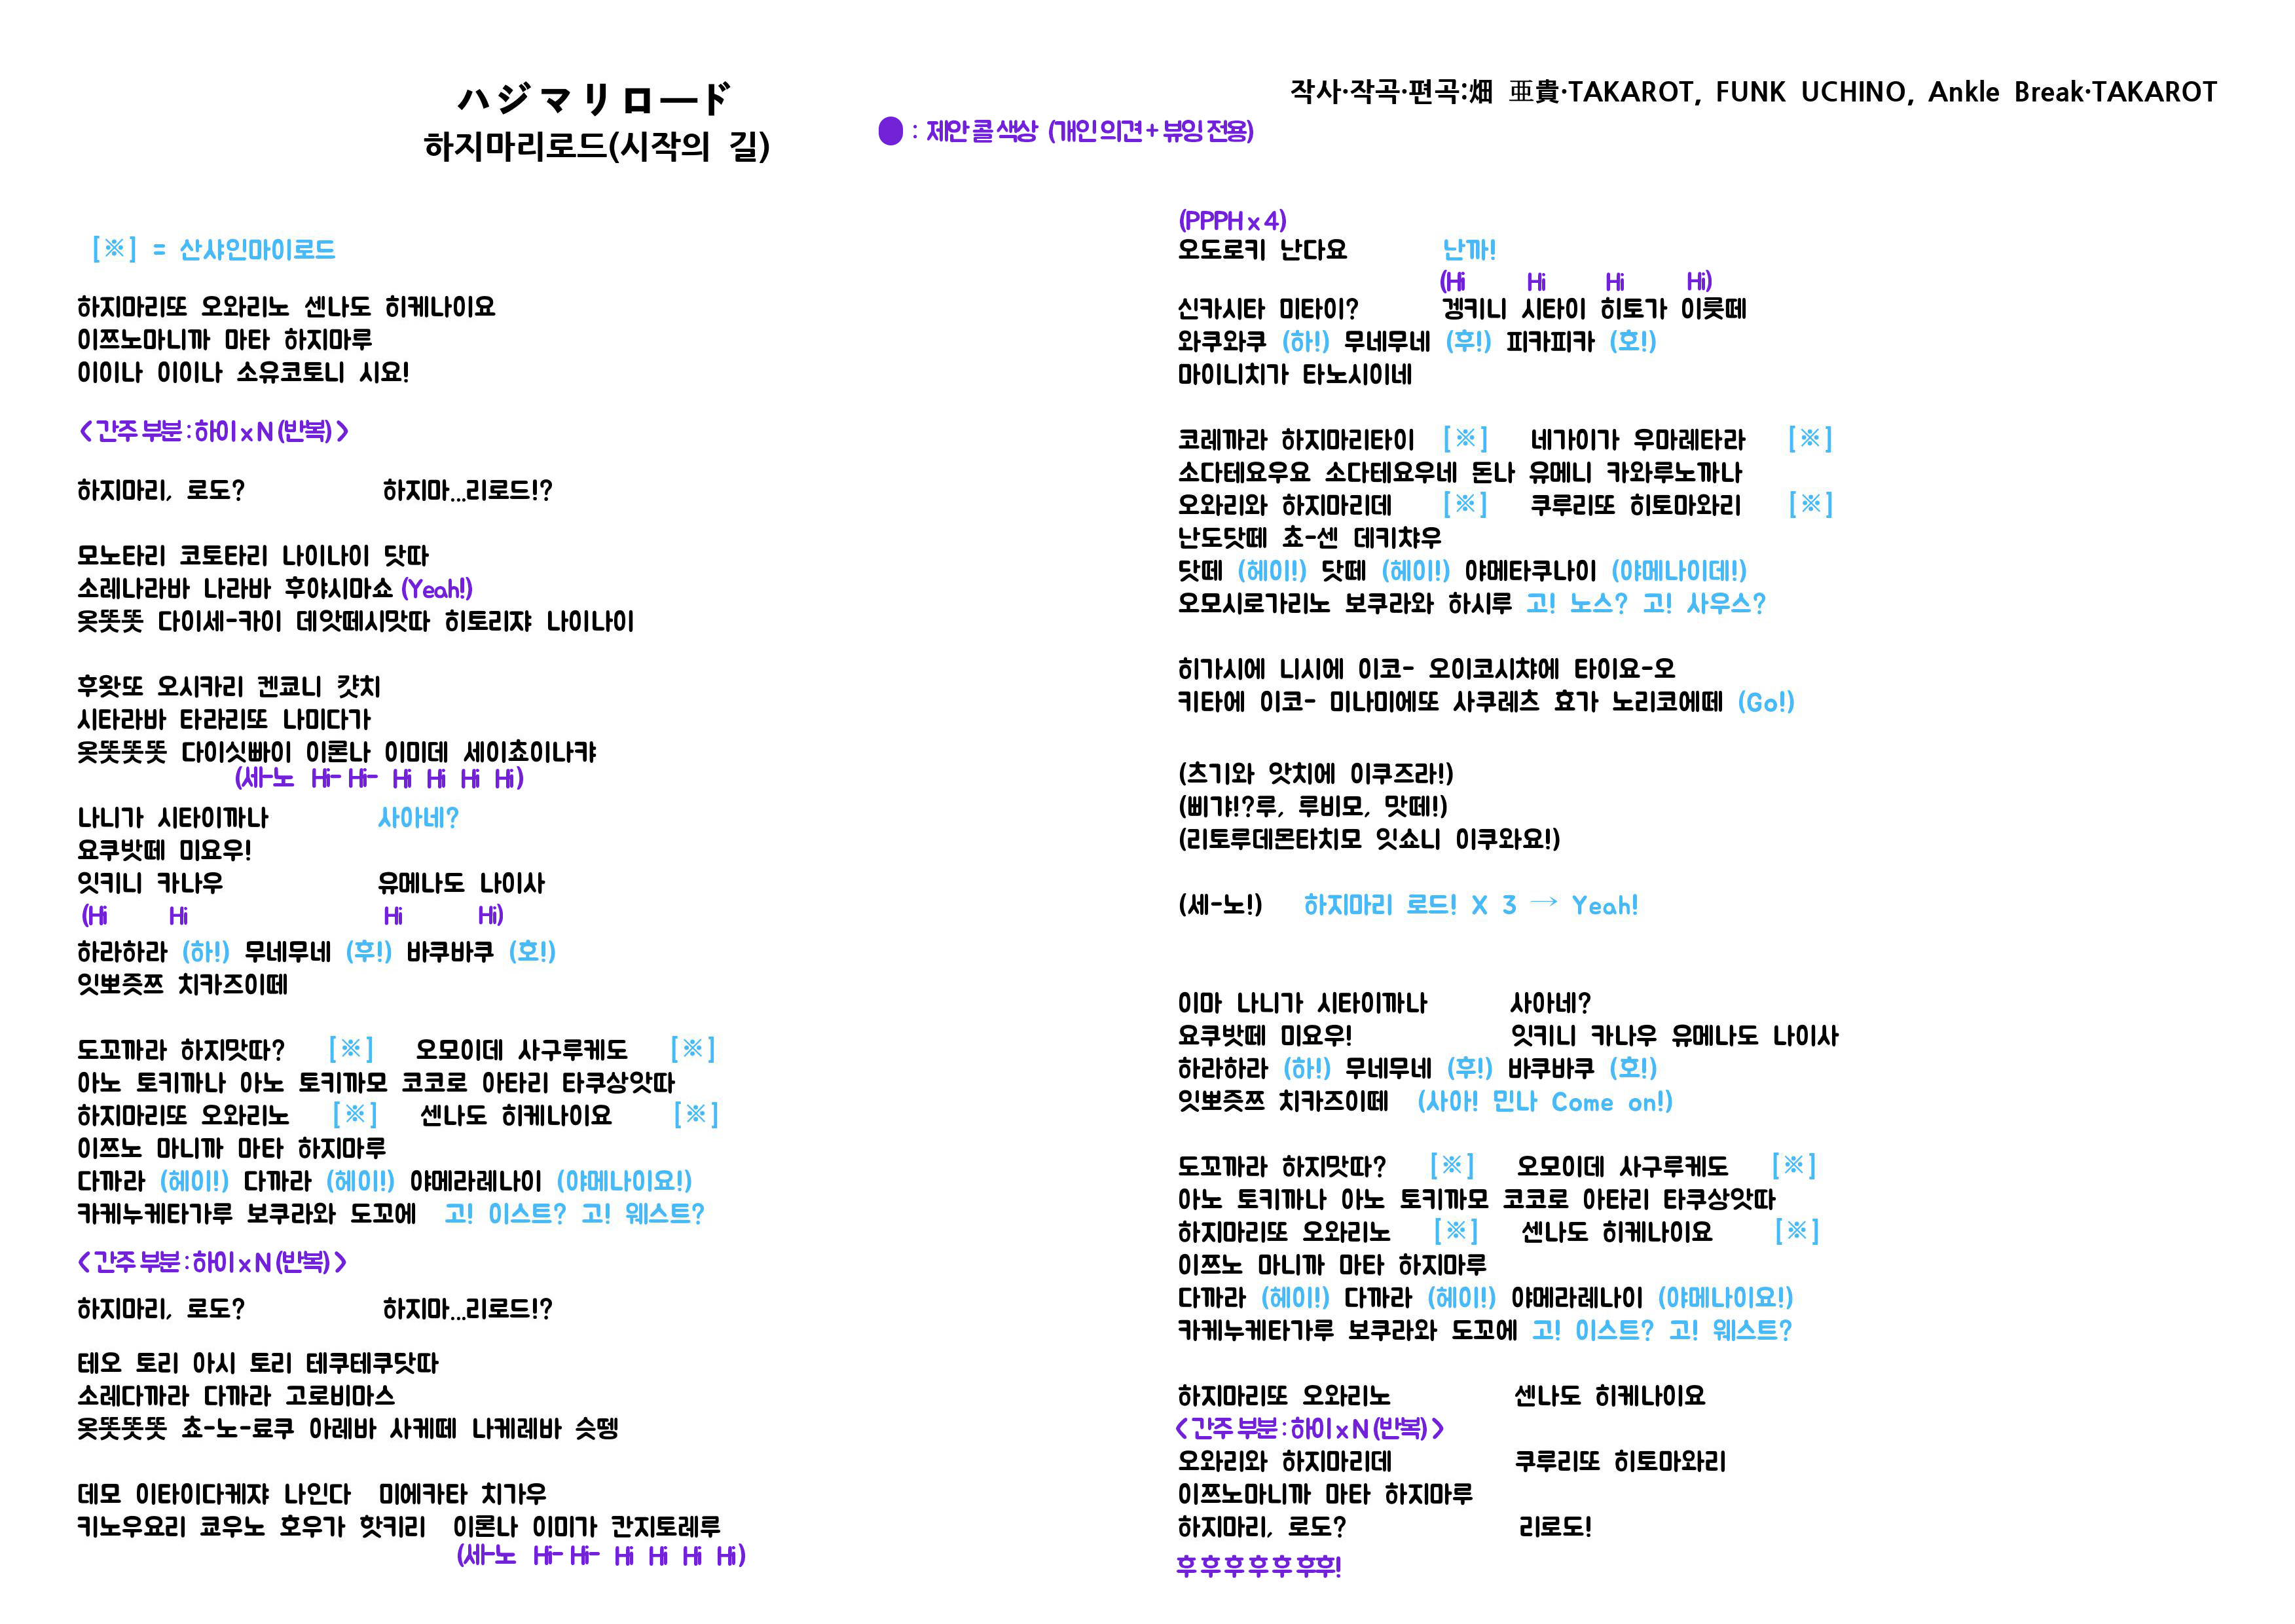 ハジマリロード
하지마리로드(시작의 길)
작사·작곡·편곡:畑 亜貴·TAKAROT, FUNK UCHINO, Ankle Break·TAKAROT
: 제안 콜 색상 (개인 의견 + 뷰잉 전용)
[※] = 산샤인마이로드
하지마리또 오와리노 센나도 히케나이요
이쯔노마니까 마타 하지마루
이이나 이이나 소유코토니 시요!
< 간주 부분 : 하이 x N (반복) >
하지마리, 로도? 하지마...리로드!?
모노타리 코토타리 나이나이 닷따
소레나라바 나라바 후야시마쇼 (Yeah!)
옷똣똣 다이세-카이 데앗떼시맛따 히토리쟈 나이나이
후왓또 오시카리 켄쿄니 캇치
시타라바 타라리또 나미다가
옷똣똣똣 다이싯빠이 이론나 이미데 세이쵸이나캬
(세-노 Hi- Hi- Hi Hi Hi Hi)
나니가 시타이까나 사아네?
요쿠밧떼 미요우!
잇키니 카나우 유메나도 나이사
(Hi Hi Hi Hi)
하라하라 (하!) 무네무네 (후!) 바쿠바쿠 (호!)
잇뽀즛쯔 치카즈이떼
도꼬까라 하지맛따? [※] 오모이데 사구루케도 [※]
아노 토키까나 아노 토키까모 코코로 아타리 타쿠상앗따
하지마리또 오와리노 [※] 센나도 히케나이요 [※]
이쯔노 마니까 마타 하지마루
다까라 (헤이!) 다까라 (헤이!) 야메라레나이 (야메나이요!)
카케누케타가루 보쿠라와 도꼬에 고! 이스트? 고! 웨스트?
< 간주 부분 : 하이 x N (반복) >
하지마리, 로도? 하지마...리로드!?
테오 토리 아시 토리 테쿠테쿠닷따
소레다까라 다까라 고로비마스
옷똣똣똣 쵸-노-료쿠 아레바 사케떼 나케레바 슷뗑
데모 이타이다케쟈 나인다 미에카타 치가우
키노우요리 쿄우노 호우가 핫키리 이론나 이미가 칸지토레루
(세-노 Hi- Hi- Hi Hi Hi Hi)
(PPPH x 4)
오도로키 난다요 난까!
(Hi Hi Hi Hi)
신카시타 미타이? 겡키니 시타이 히토가 이룻떼
와쿠와쿠 (하!) 무네무네 (후!) 피카피카 (호!)
마이니치가 타노시이네
코레까라 하지마리타이 [※] 네가이가 우마레타라 [※]
소다테요우요 소다테요우네 돈나 유메니 카와루노까나
오와리와 하지마리데 [※] 쿠루리또 히토마와리 [※]
난도닷떼 쵸-센 데키챠우
닷떼 (헤이!) 닷떼 (헤이!) 야메타쿠나이 (야메나이데!)
오모시로가리노 보쿠라와 하시루 고! 노스? 고! 사우스?
히가시에 니시에 이코- 오이코시챠에 타이요-오
키타에 이코- 미나미에또 사쿠레츠 효가 노리코에떼 (Go!)
(츠기와 앗치에 이쿠즈라!)
(삐갸!?루, 루비모, 맛떼!)
(리토루데몬타치모 잇쇼니 이쿠와요!)
(세-노!) 하지마리 로드! X 3 → Yeah!
이마 나니가 시타이까나 사아네?
요쿠밧떼 미요우! 잇키니 카나우 유메나도 나이사
하라하라 (하!) 무네무네 (후!) 바쿠바쿠 (호!)
잇뽀즛쯔 치카즈이떼 (사아! 민나 Come on!)
도꼬까라 하지맛따? [※] 오모이데 사구루케도 [※]
아노 토키까나 아노 토키까모 코코로 아타리 타쿠상앗따
하지마리또 오와리노 [※] 센나도 히케나이요 [※]
이쯔노 마니까 마타 하지마루
다까라 (헤이!) 다까라 (헤이!) 야메라레나이 (야메나이요!)
카케누케타가루 보쿠라와 도꼬에 고! 이스트? 고! 웨스트?
하지마리또 오와리노 센나도 히케나이요
< 간주 부분 : 하이 x N (반복) >
오와리와 하지마리데 쿠루리또 히토마와리
이쯔노마니까 마타 하지마루
하지마리, 로도? 리로도!
후 후 후 후 후 후후!